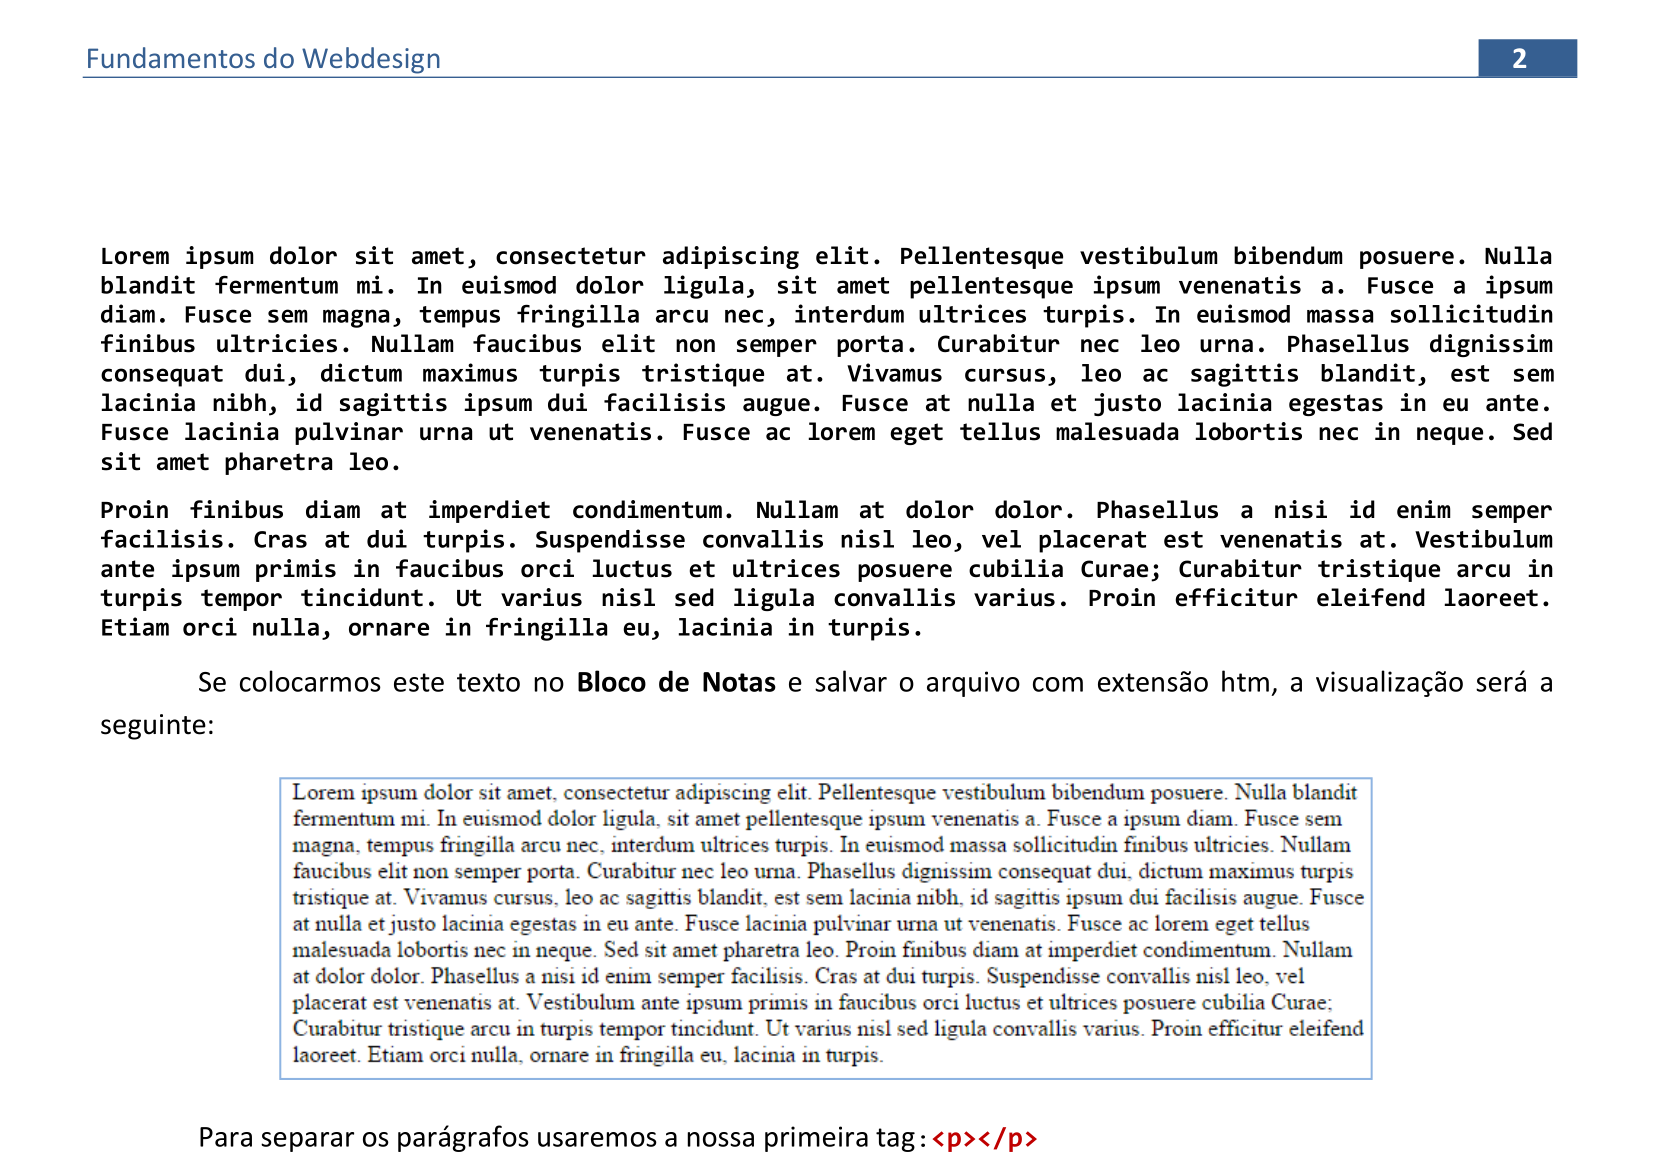 Fundamentos do Webdesign 2
Lorem ipsum dolor sit amet, consectetur adipiscing elit. Pellentesque vestibulum bibendum posuere. Nulla
blandit fermentum mi. In euismod dolor ligula, sit amet pellentesque ipsum venenatis a. Fusce a ipsum
diam. Fusce sem magna, tempus fringilla arcu nec, interdum ultrices turpis. In euismod massa sollicitudin
finibus ultricies. Nullam faucibus elit non semper porta. Curabitur nec leo urna. Phasellus dignissim
consequat dui, dictum maximus turpis tristique at. Vivamus cursus, leo ac sagittis blandit, est sem
lacinia nibh, id sagittis ipsum dui facilisis augue. Fusce at nulla et justo lacinia egestas in eu ante.
Fusce lacinia pulvinar urna ut venenatis. Fusce ac lorem eget tellus malesuada lobortis nec in neque. Sed
sit amet pharetra leo.
Proin finibus diam at imperdiet condimentum. Nullam at dolor dolor. Phasellus a nisi id enim semper
facilisis. Cras at dui turpis. Suspendisse convallis nisl leo, vel placerat est venenatis at. Vestibulum
ante ipsum primis in faucibus orci luctus et ultrices posuere cubilia Curae; Curabitur tristique arcu in
turpis tempor tincidunt. Ut varius nisl sed ligula convallis varius. Proin efficitur eleifend laoreet.
Etiam orci nulla, ornare in fringilla eu, lacinia in turpis.
Se colocarmos este texto no Bloco de Notas e salvar o arquivo com extensão htm, a visualização será a
seguinte:
Lorem ipsum dolor sit amet, consectetur adipiscing elit. Pellentesque vestibulum bibendum posuere. Nulla blandit
fermentum mi. In euismod dolor ligula, sit amet pellentesque ipsum venenatis a. Fusce a ipsum diam. Fusce sem
magna, tempus fringilla arcu nec, interdum ultrices turpis. In euismod massa sollicitudin finibus ultricies. Nullam
faucibus elit non semper porta. Curabitur nec leo urna. Phasellus dignissim consequat dui, dictum maximus turpis
tristique at. Vivamus cursus, leo ac sagittis blandit, est sem lacinia nibh, id sagittis ipsum dui facilisis augue. Fusce
at nulla et justo lacinia egestas in eu ante. Fusce lacinia pulvinar urna ut venenatis. Fusce ac lorem eget tellus
malesuada lobortis nec in neque. Sed sit amet pharetra leo. Proin finibus diam at imperdiet condimentum. Nullam
at dolor dolor. Phasellus a nisi id enim semper facilisis. Cras at dui turpis. Suspendisse convallis nisl leo, vel
placerat est venenatis at. Vestibulum ante ipsum primis in faucibus orci luctus et ultrices posuere cubilia Curae;
Curabitur tristique arcu in turpis tempor tincidunt. Ut varius nisl sed ligula convallis varius. Proin efficitur eleifend
laoreet. Etiam orci nulla, ornare in fringilla eu, lacinia in turpis.
Para separar os parágrafos usaremos a nossa primeira tag:<p></p>